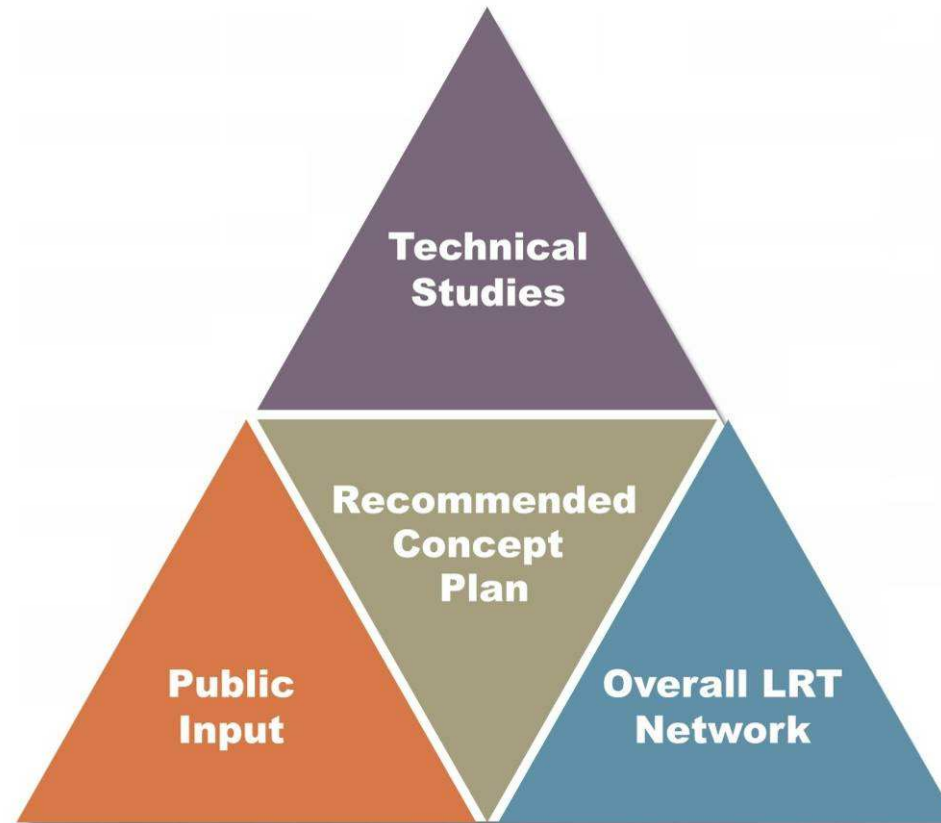 Technical
Studies
Recommended
Concept
Plan
Public
Input
Overall LRT
Network